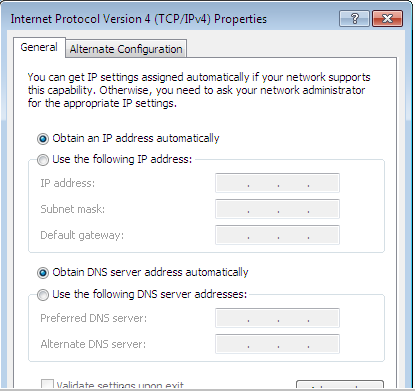 Internet Protocol Version 4 (TCP/IPv4) Properties
General
Alternate Configuration
You can get IP settings assigned automatically if your network supports
this capability. Otherwise, you need to ask your network administrator
for the appropriate IP settings.
Obtain an IP address automatically
Use the following IP address:
IP address:
Subnet mask:
Default gateway:
Obtain DNS server address automatically
Use the following DNS server addresses:
Preferred DNS server:
Alternate DNS server:
Validate settings upon exit